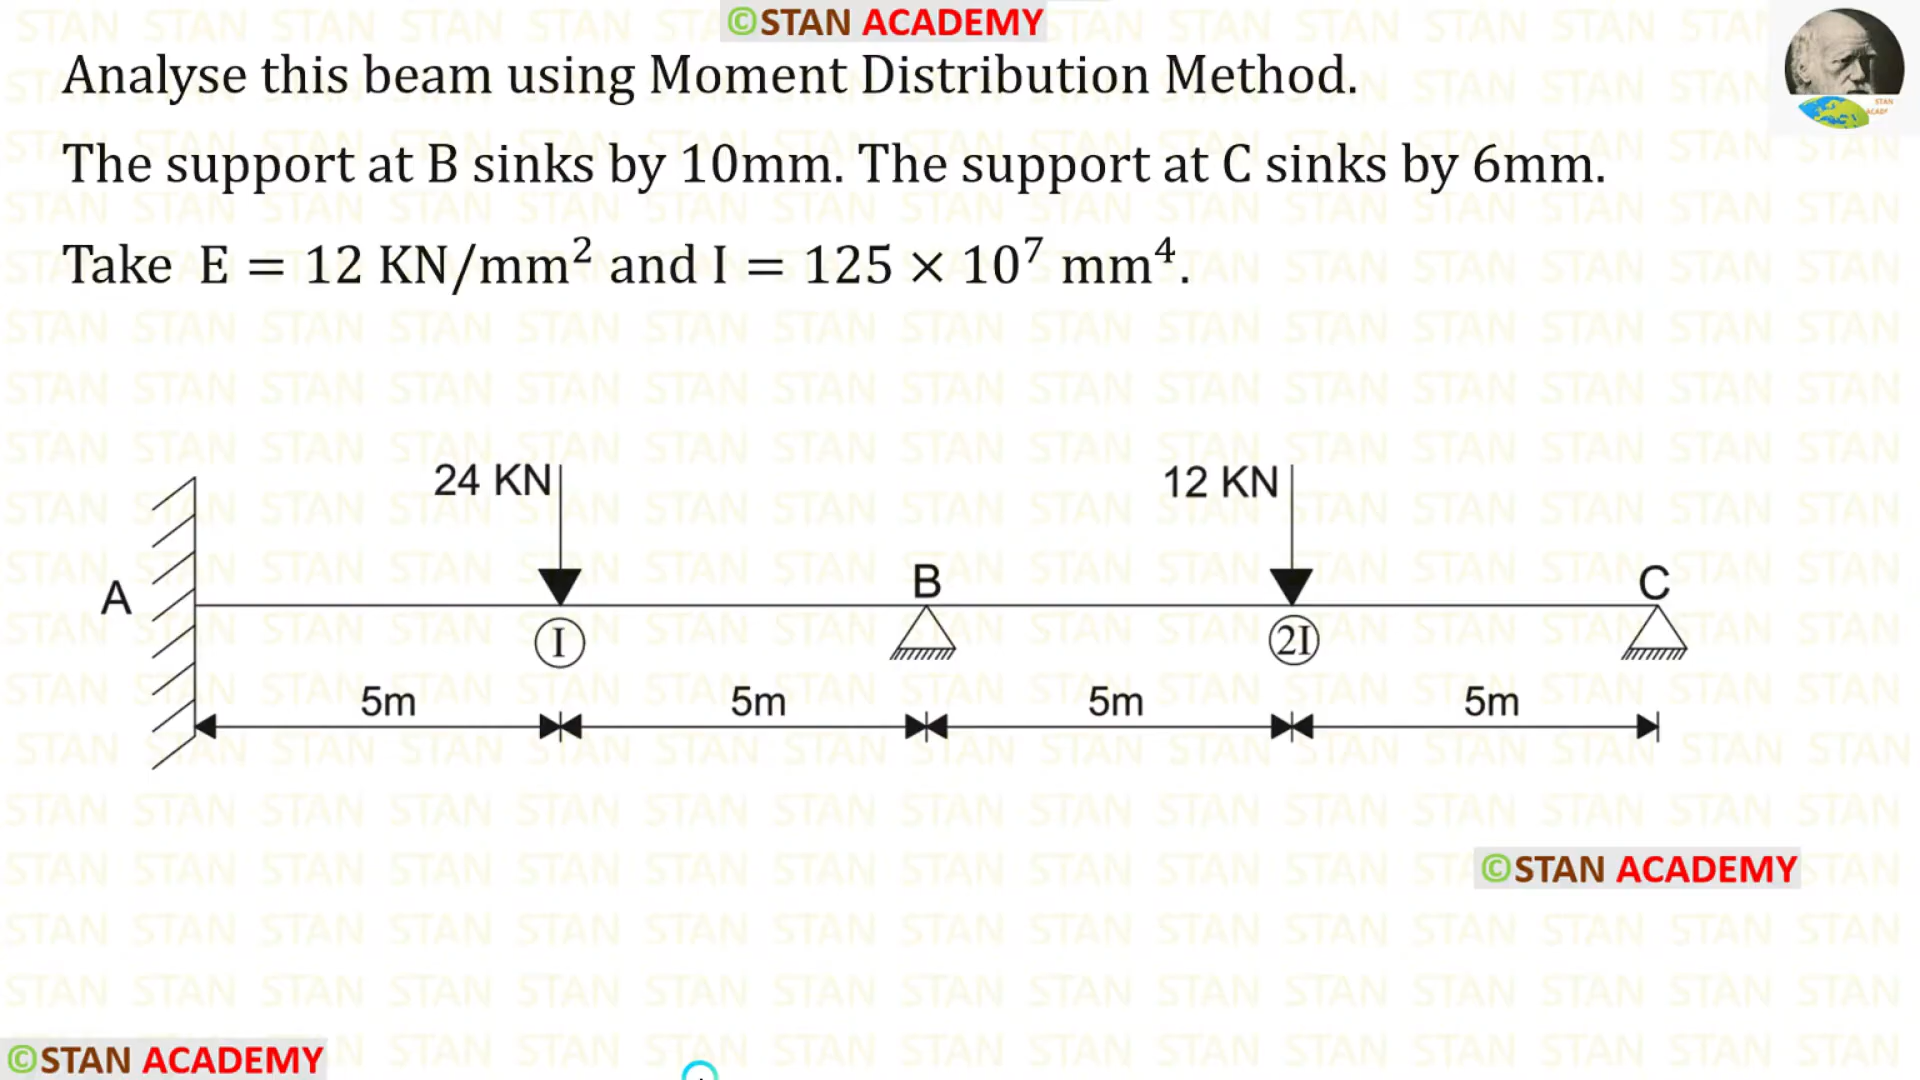 ©STAN ACADEMY
Analyse this beam using Moment Distribution Method.
The support at B sinks by 10mm. The support at C sinks by 6mm.
Take E = 12 KN/mm² and I = 125 × 10⁷ mm⁴.
24 KN
12 KN
A
B
C
I
2I
5m
5m
5m
5m
©STAN ACADEMY
©STAN ACADEMY